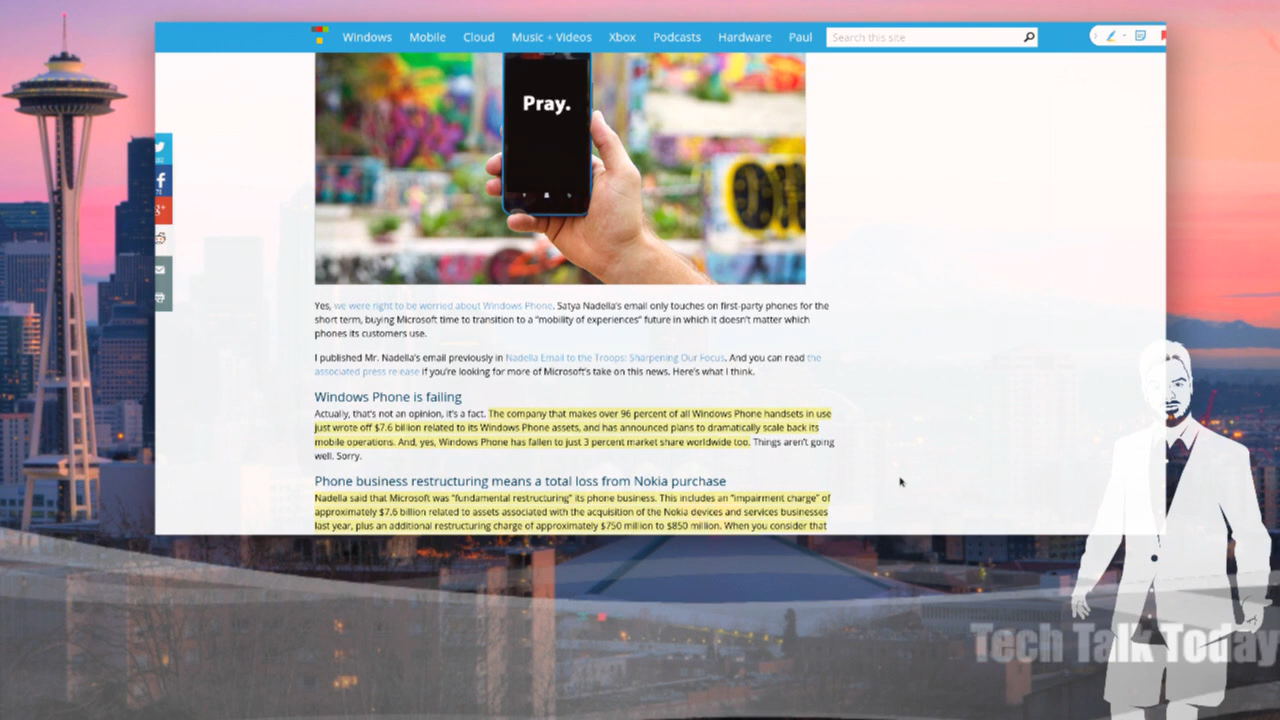 Windows Mobile Cloud Music + Videos Xbox Podcasts Hardware Paul Search this site
Pray.
Yes, we were right to be worried about Windows Phone. Satya Nadella's email only touches on first-party phones for the
short term, buying Microsoft time to transition to a "mobility of experiences" future in which it doesn't matter which
phones its customers use.
I published Mr. Nadella's email previously in Nadella Email to the Troops: Sharpening Our Focus. And you can read the
associated press release if you're looking for more of Microsoft's take on this news. Here's what I think.
Windows Phone is failing
Actually, that's not an opinion, it's a fact. The company that makes over 96 percent of all Windows Phone handsets in use
just wrote off $7.6 billion related to its Windows Phone assets, and has announced plans to dramatically scale back its
mobile operations. And, yes, Windows Phone has fallen to just 3 percent market share worldwide too. Things aren't going
well. Sorry.
Phone business restructuring means a total loss from Nokia purchase
Nadella said that Microsoft was "fundamental restructuring" its phone business. This includes an "impairment charge" of
approximately $7.6 billion related to assets associated with the acquisition of the Nokia devices and services businesses
last year, plus an additional restructuring charge of approximately $750 million to $850 million. When you consider that
Tech Talk Today